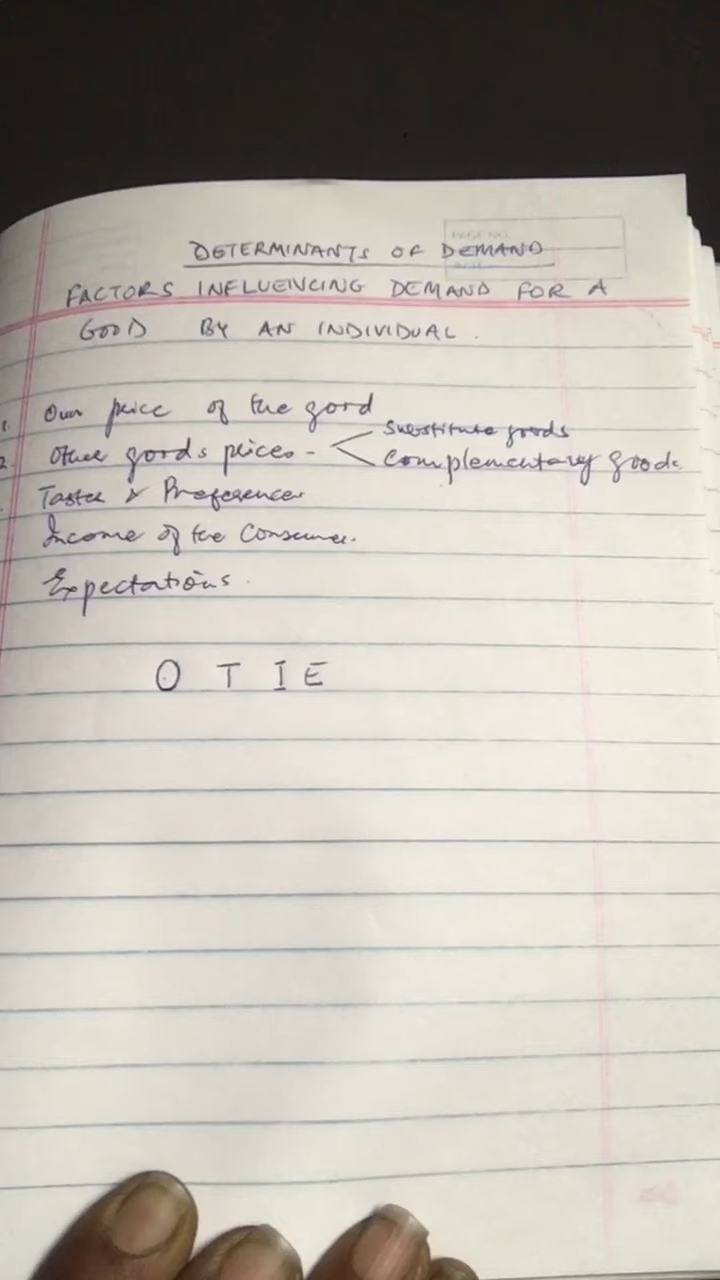 DETERMINANTS OF DEMAND
FACTORS INFLUENCING DEMAND FOR A
GOOD BY AN INDIVIDUAL.
1. Own price of the good
2. Other goods prices - Substitute goods
Complementary goods
Tastes & Preferences
Income of the Consumer.
Expectations.
O T I E